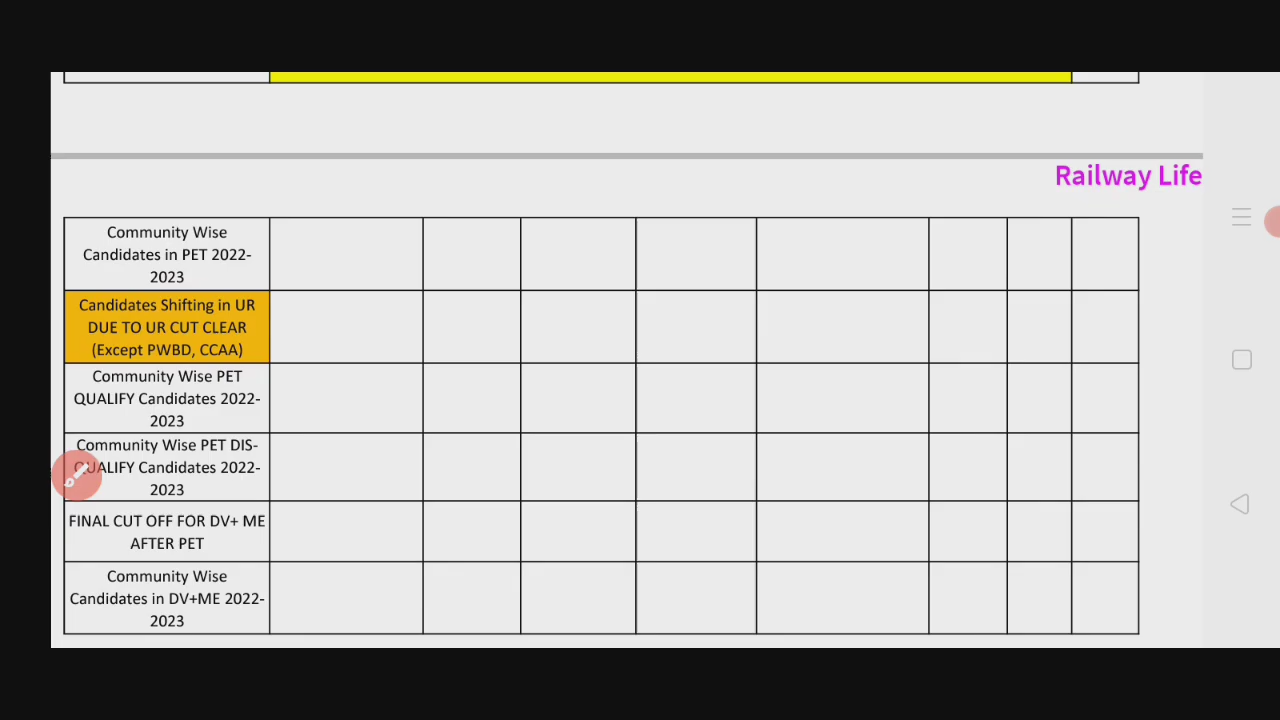 Railway Life
Community Wise
Candidates in PET 2022-
2023
Candidates Shifting in UR
DUE TO UR CUT CLEAR
(Except PWBD, CCAA)
Community Wise PET
QUALIFY Candidates 2022-
2023
Community Wise PET DIS-
QUALIFY Candidates 2022-
2023
FINAL CUT OFF FOR DV+ ME
AFTER PET
Community Wise
Candidates in DV+ME 2022-
2023